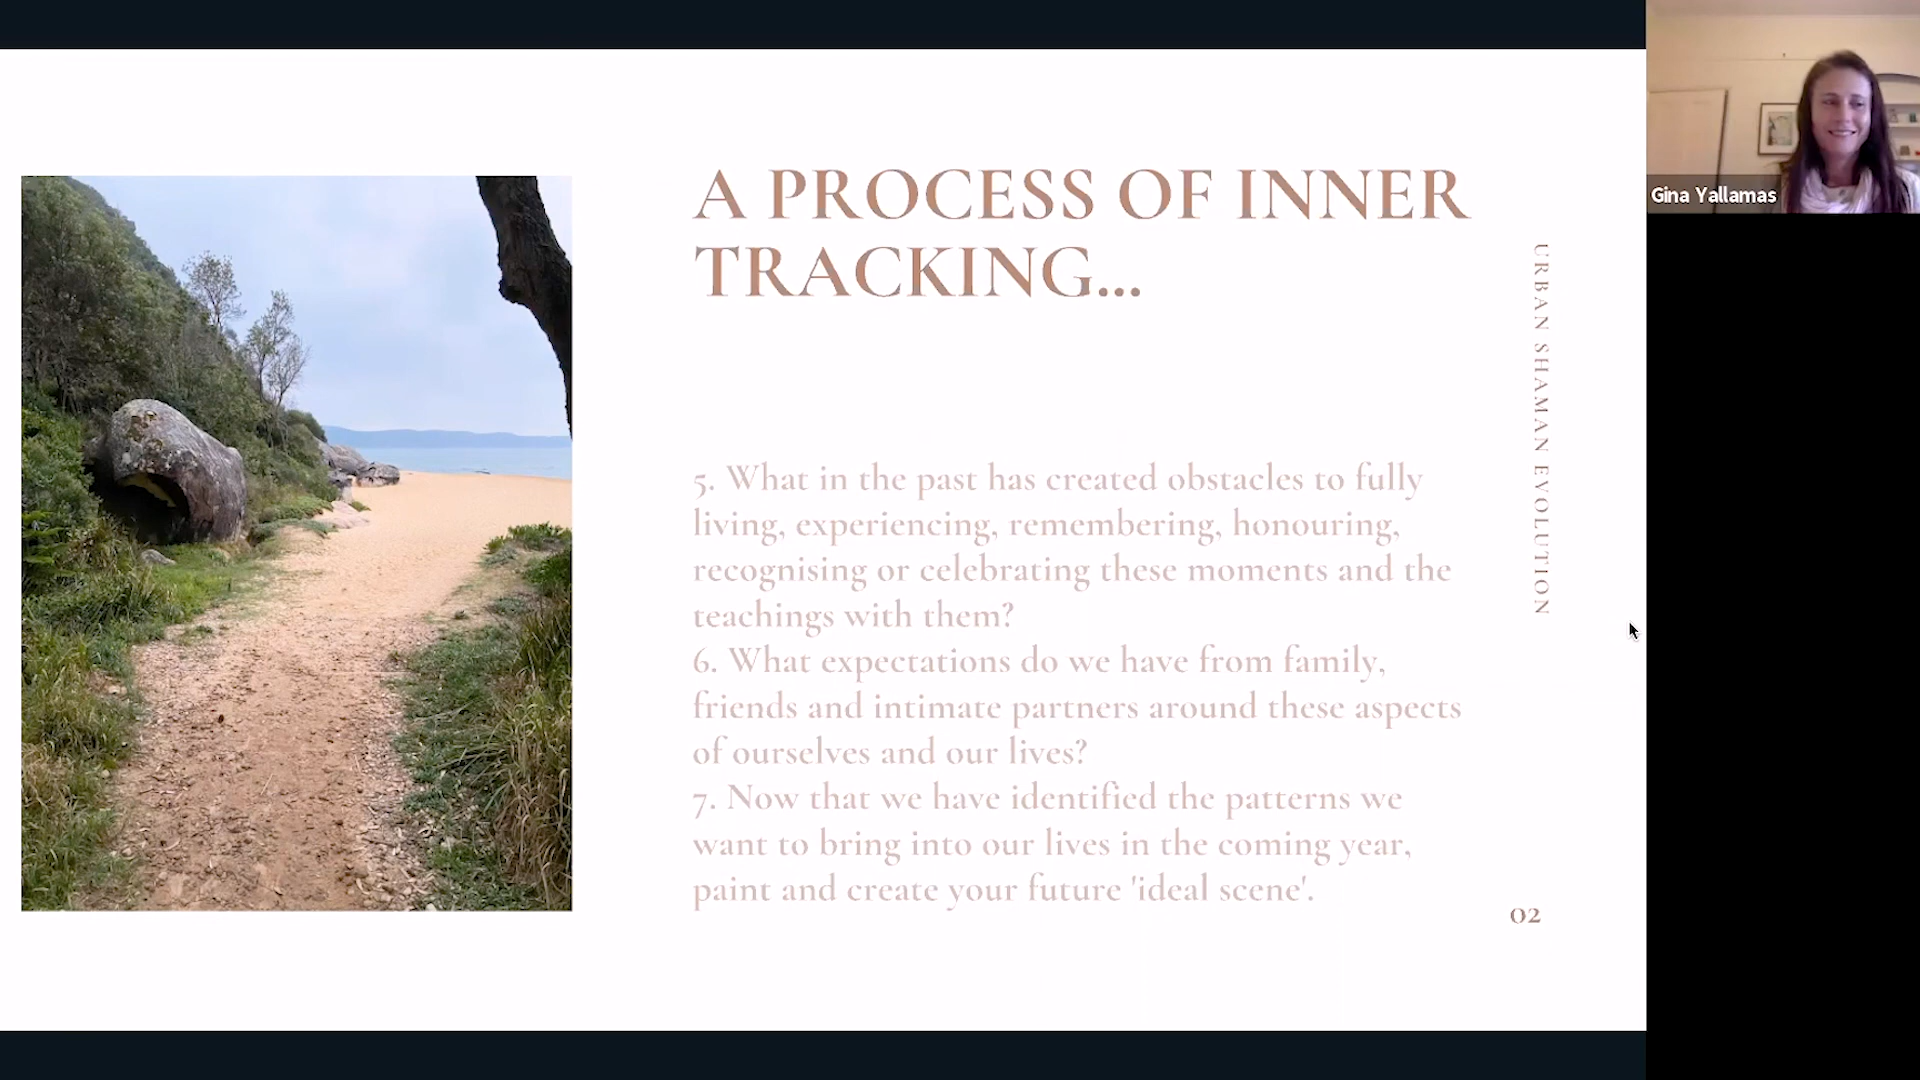 A PROCESS OF INNER
TRACKING...
5. What in the past has created obstacles to fully
living, experiencing, remembering, honouring,
recognising or celebrating these moments and the
teachings with them?
6. What expectations do we have from family,
friends and intimate partners around these aspects
of ourselves and our lives?
7. Now that we have identified the patterns we
want to bring into our lives in the coming year,
paint and create your future 'ideal scene'.
URBAN SHAMAN EVOLUTION
02
Gina Yallamas